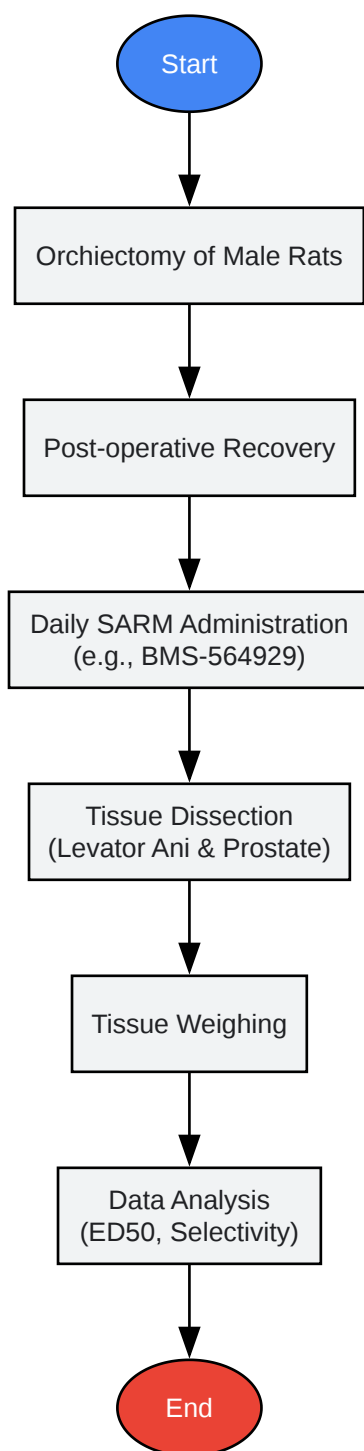 Start
Orchiectomy of Male Rats
Post-operative Recovery
Daily SARM Administration
(e.g., BMS-564929)
Tissue Dissection
(Levator Ani & Prostate)
Tissue Weighing
Data Analysis
(ED50, Selectivity)
End